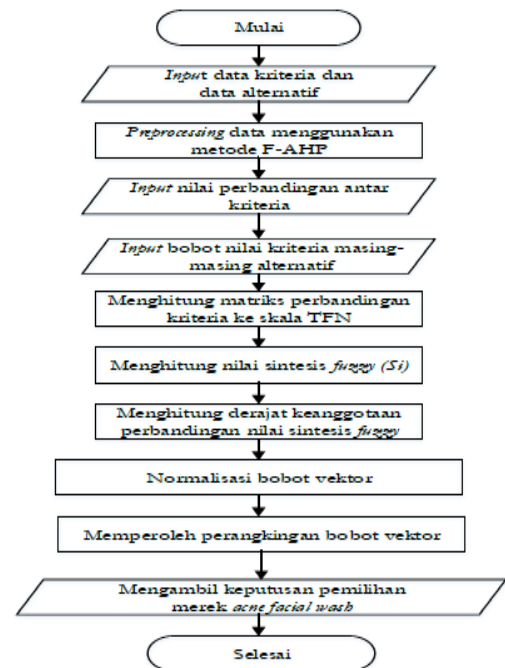 Mulai
Input data kriteria dan
data alternatif
Preprocessing data menggunakan
metode F-AHP
Input nilai perbandingan antar
kriteria
Input bobot nilai kriteria masing-
masing alternatif
Menghitung matriks perbandingan
kriteria ke skala TFN
Menghitung nilai sintesis fuzzy (Si)
Menghitung derajat keanggotaan
perbandingan nilai sintesis fuzzy
Normalisasi bobot vektor
Memperoleh perangkingan bobot vektor
Mengambil keputusan pemilihan
merek acne facial wash
Selesai